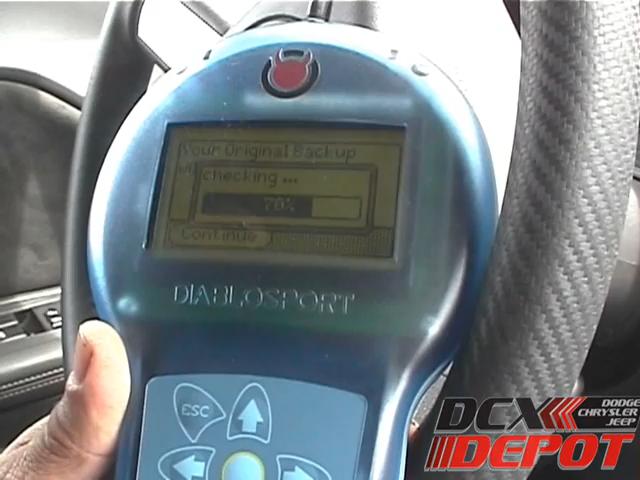 Your Original Backup
checking ...
70%
Continue
DIABLOSPORT
ESC
DCX
DEPOT
DODGE
CHRYSLER
JEEP